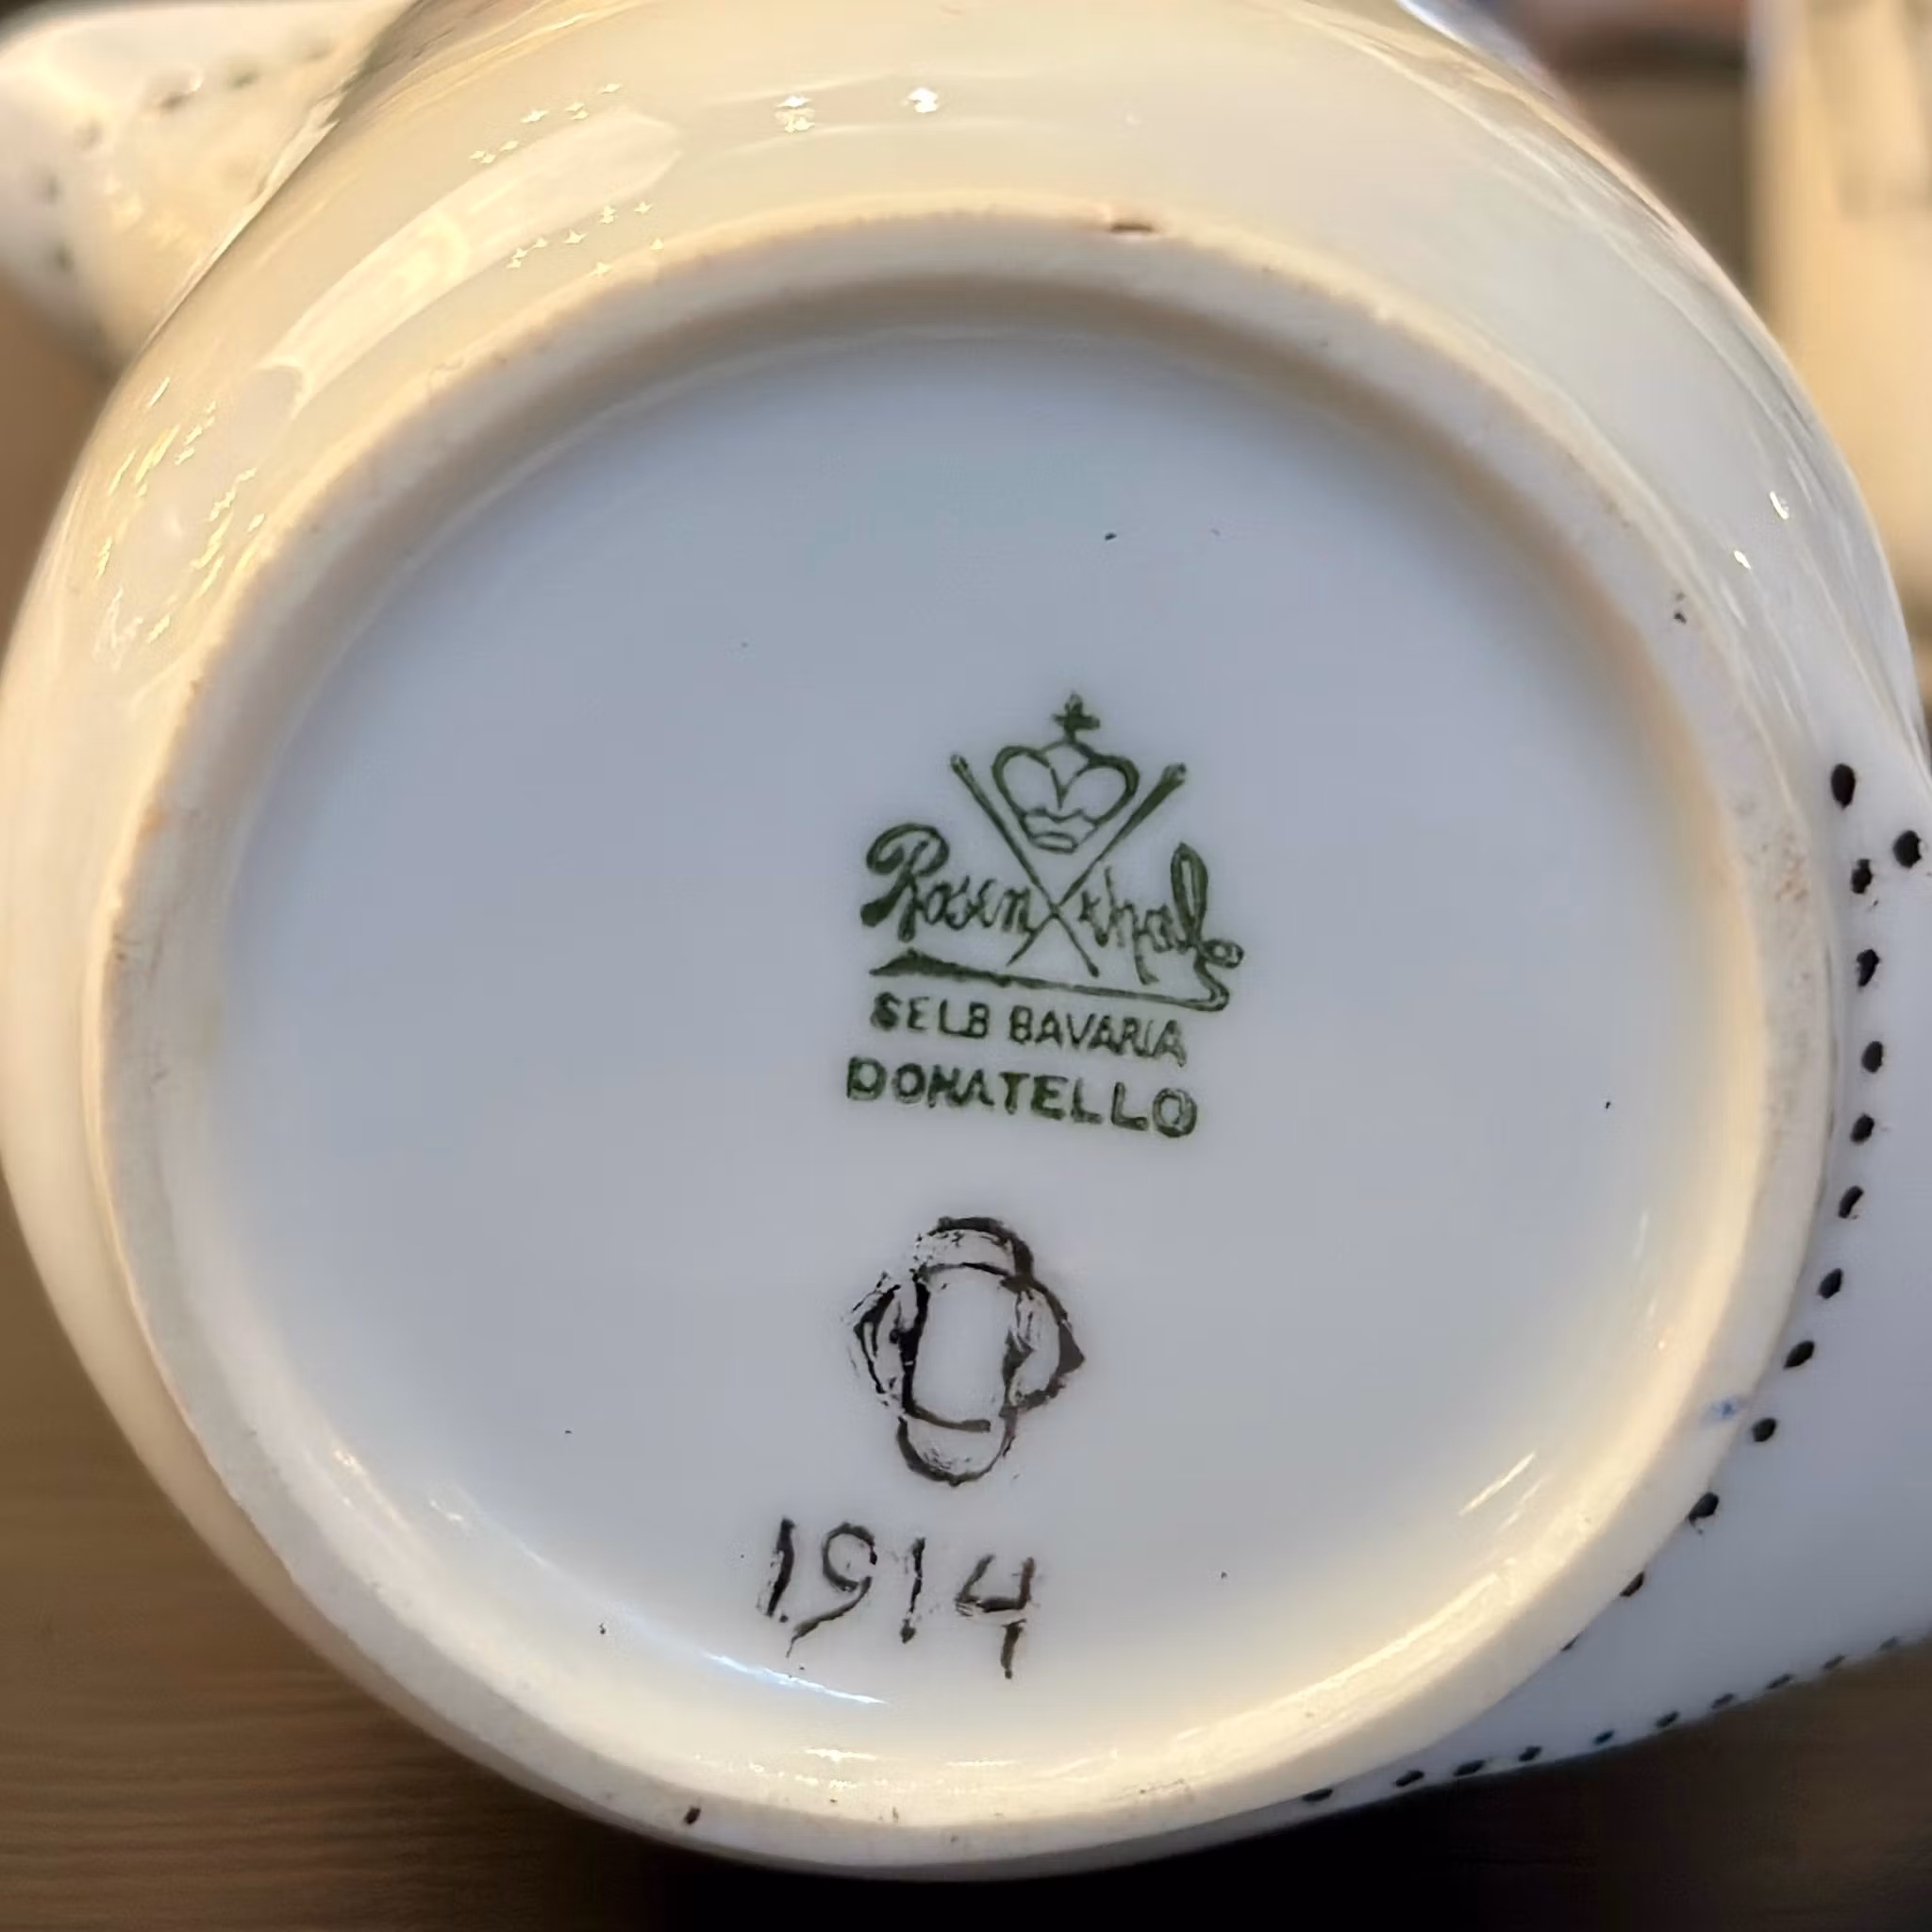 Rosenthal
SELB BAVARIA
DONATELLO
1914